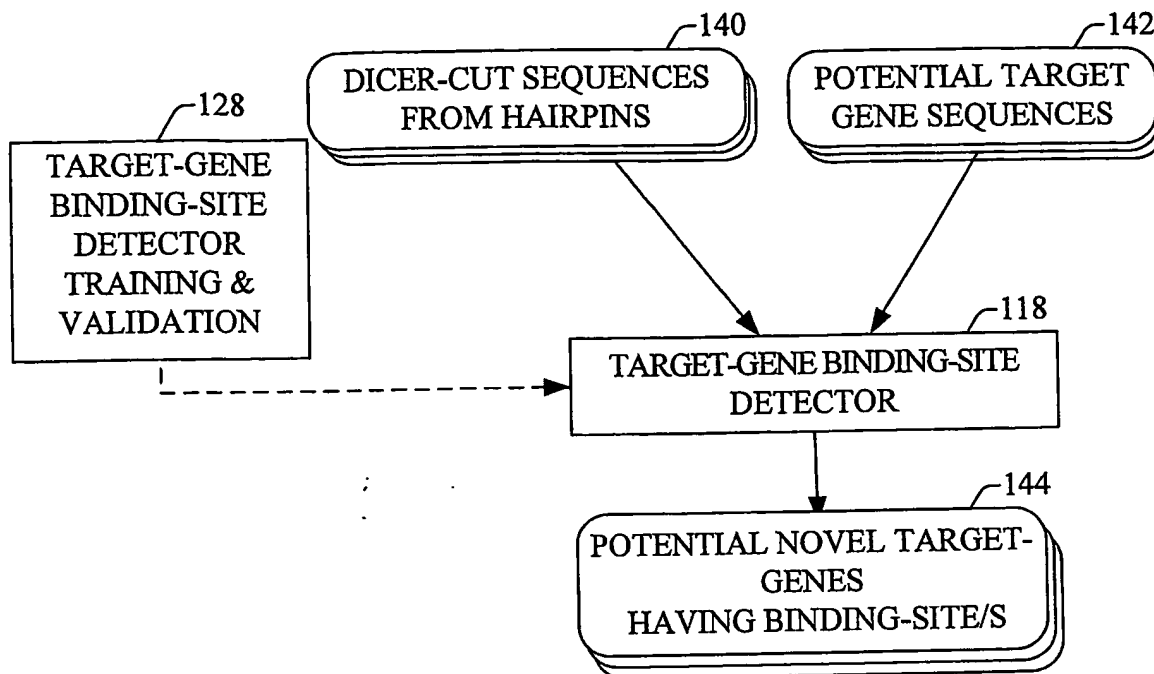 140
DICER-CUT SEQUENCES
FROM HAIRPINS
142
POTENTIAL TARGET
GENE SEQUENCES
128
TARGET-GENE
BINDING-SITE
DETECTOR
TRAINING &
VALIDATION
118
TARGET-GENE BINDING-SITE
DETECTOR
144
POTENTIAL NOVEL TARGET-
GENES
HAVING BINDING-SITE/S